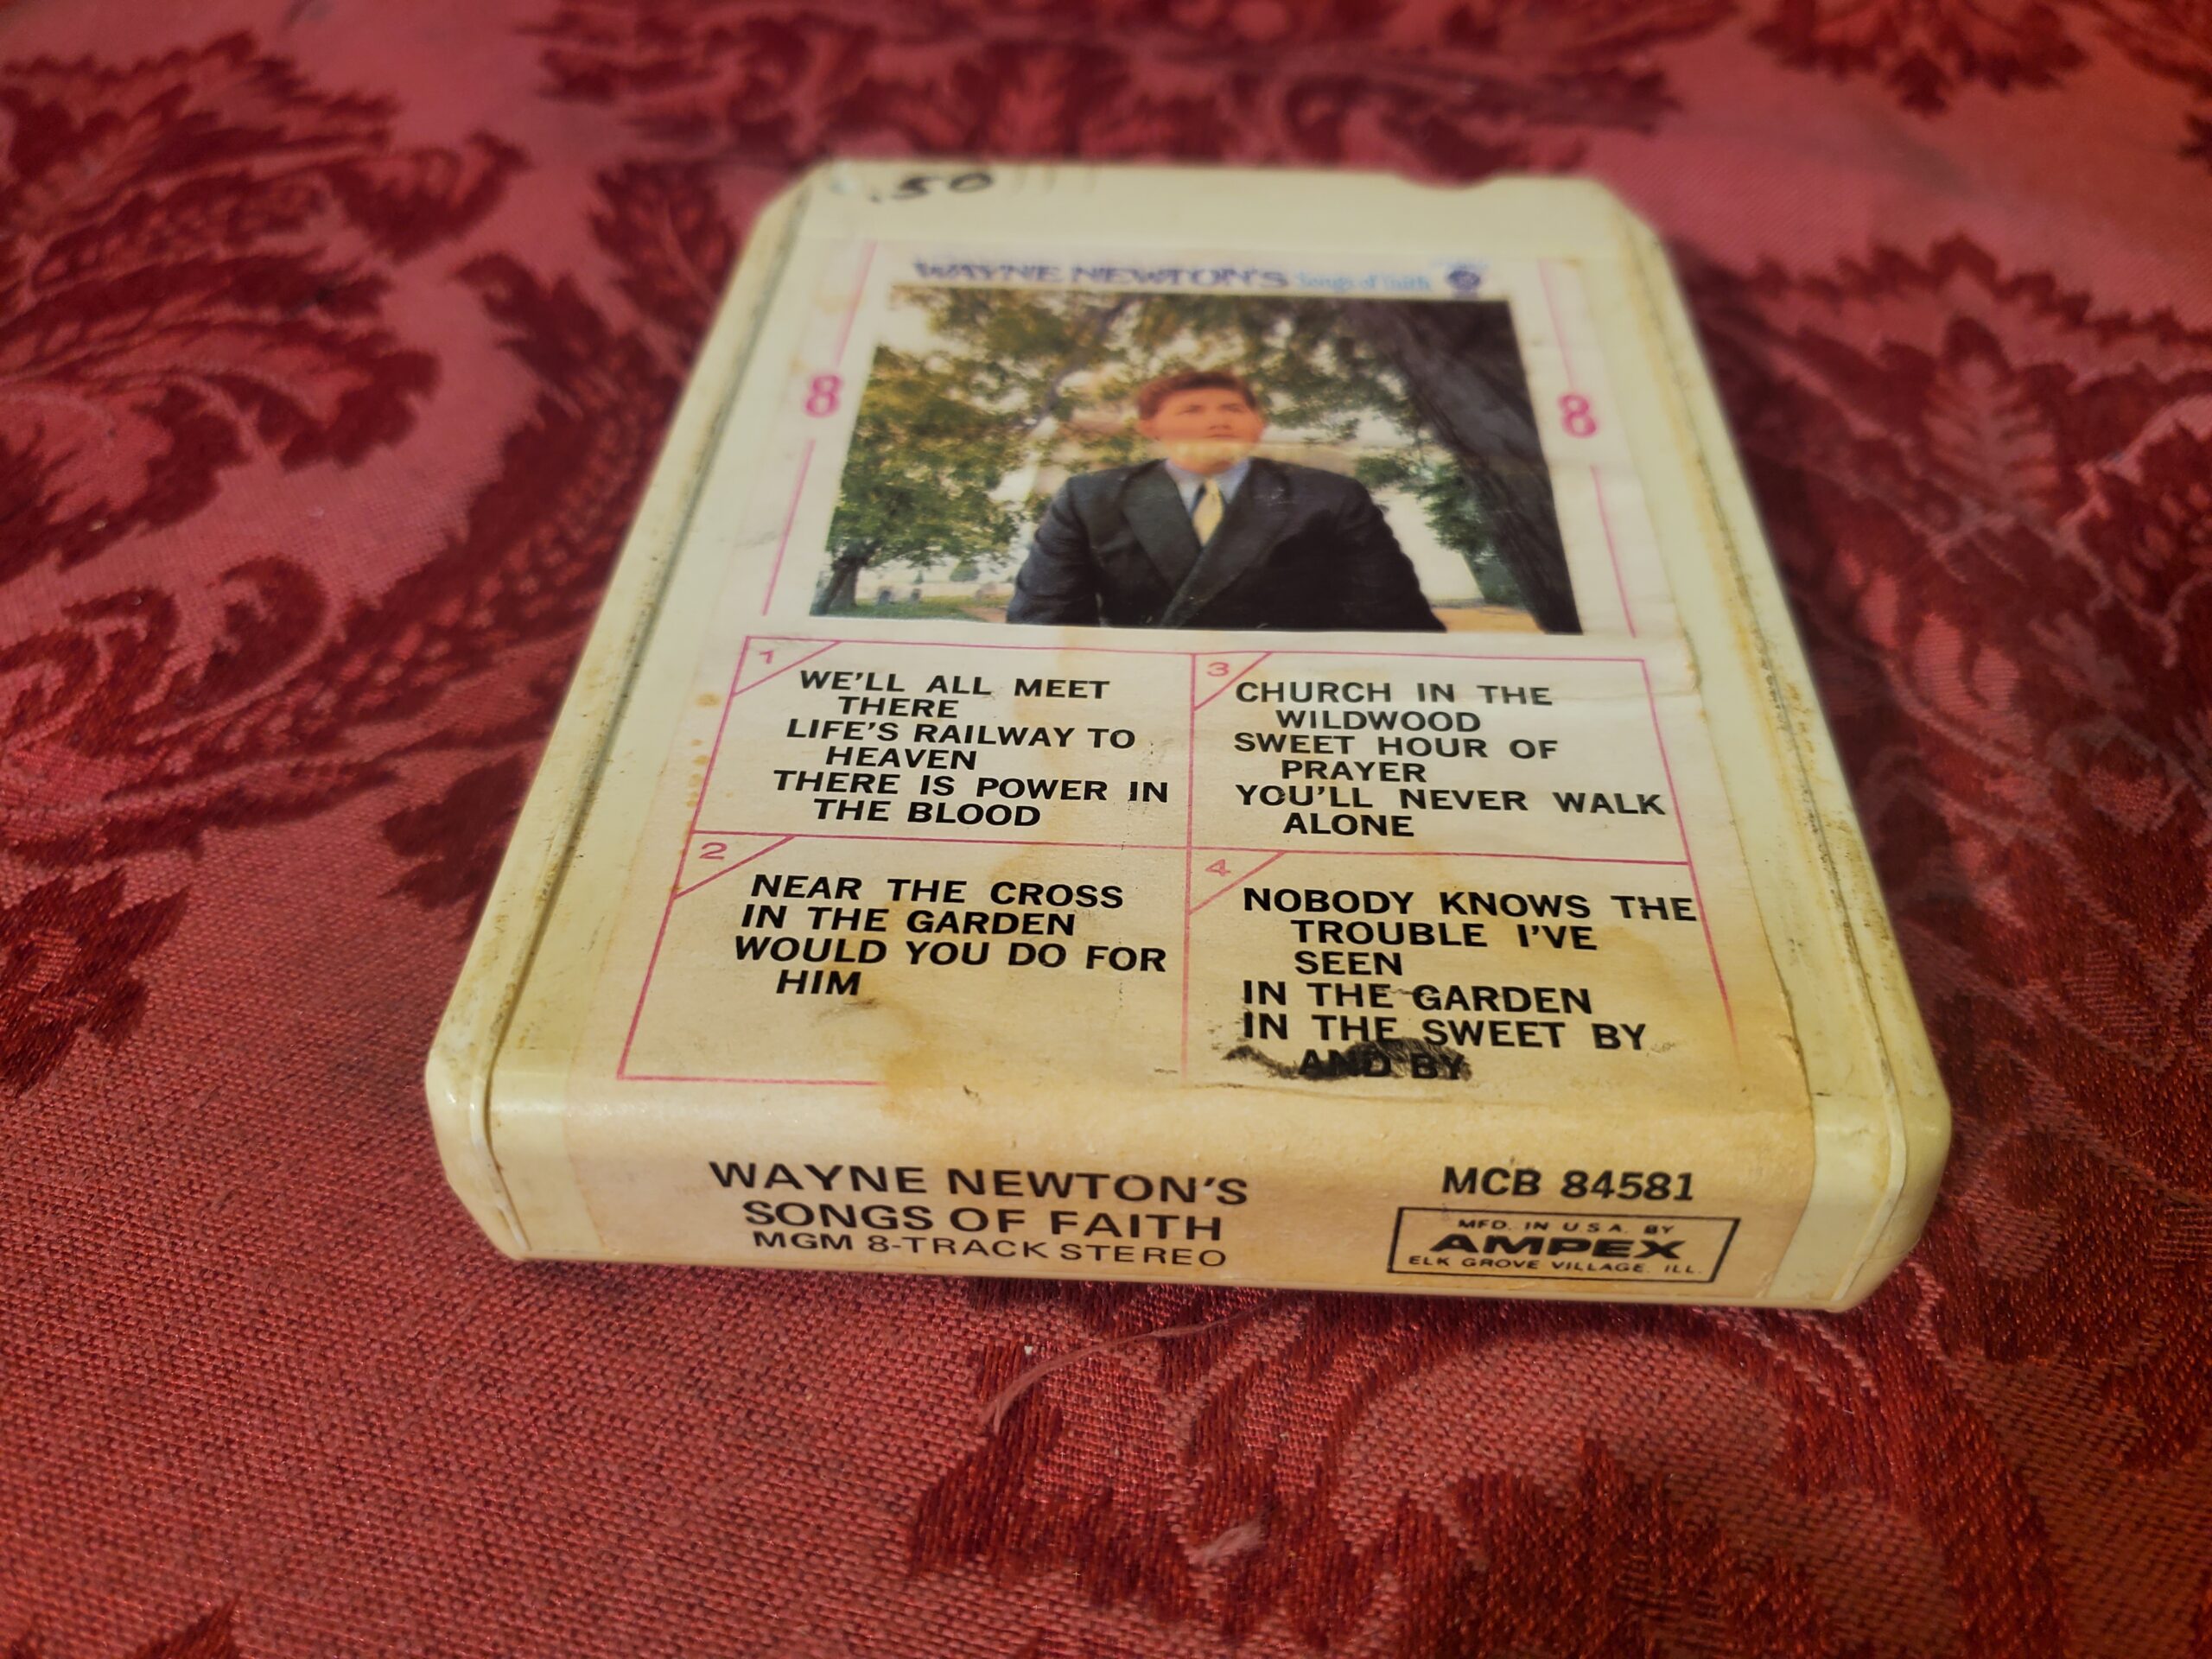 .50
WAYNE NEWTON'S Songs of Faith
8
8
1
WE'LL ALL MEET
THERE
LIFE'S RAILWAY TO
HEAVEN
THERE IS POWER IN
THE BLOOD
2
NEAR THE CROSS
IN THE GARDEN
WOULD YOU DO FOR
HIM
3
CHURCH IN THE
WILDWOOD
SWEET HOUR OF
PRAYER
YOU'LL NEVER WALK
ALONE
4
NOBODY KNOWS THE
TROUBLE I'VE
SEEN
IN THE GARDEN
IN THE SWEET BY
AND BY
WAYNE NEWTON'S
SONGS OF FAITH
MGM 8-TRACK STEREO
MCB 84581
MFD. IN U.S.A. BY
AMPEX
ELK GROVE VILLAGE, ILL.